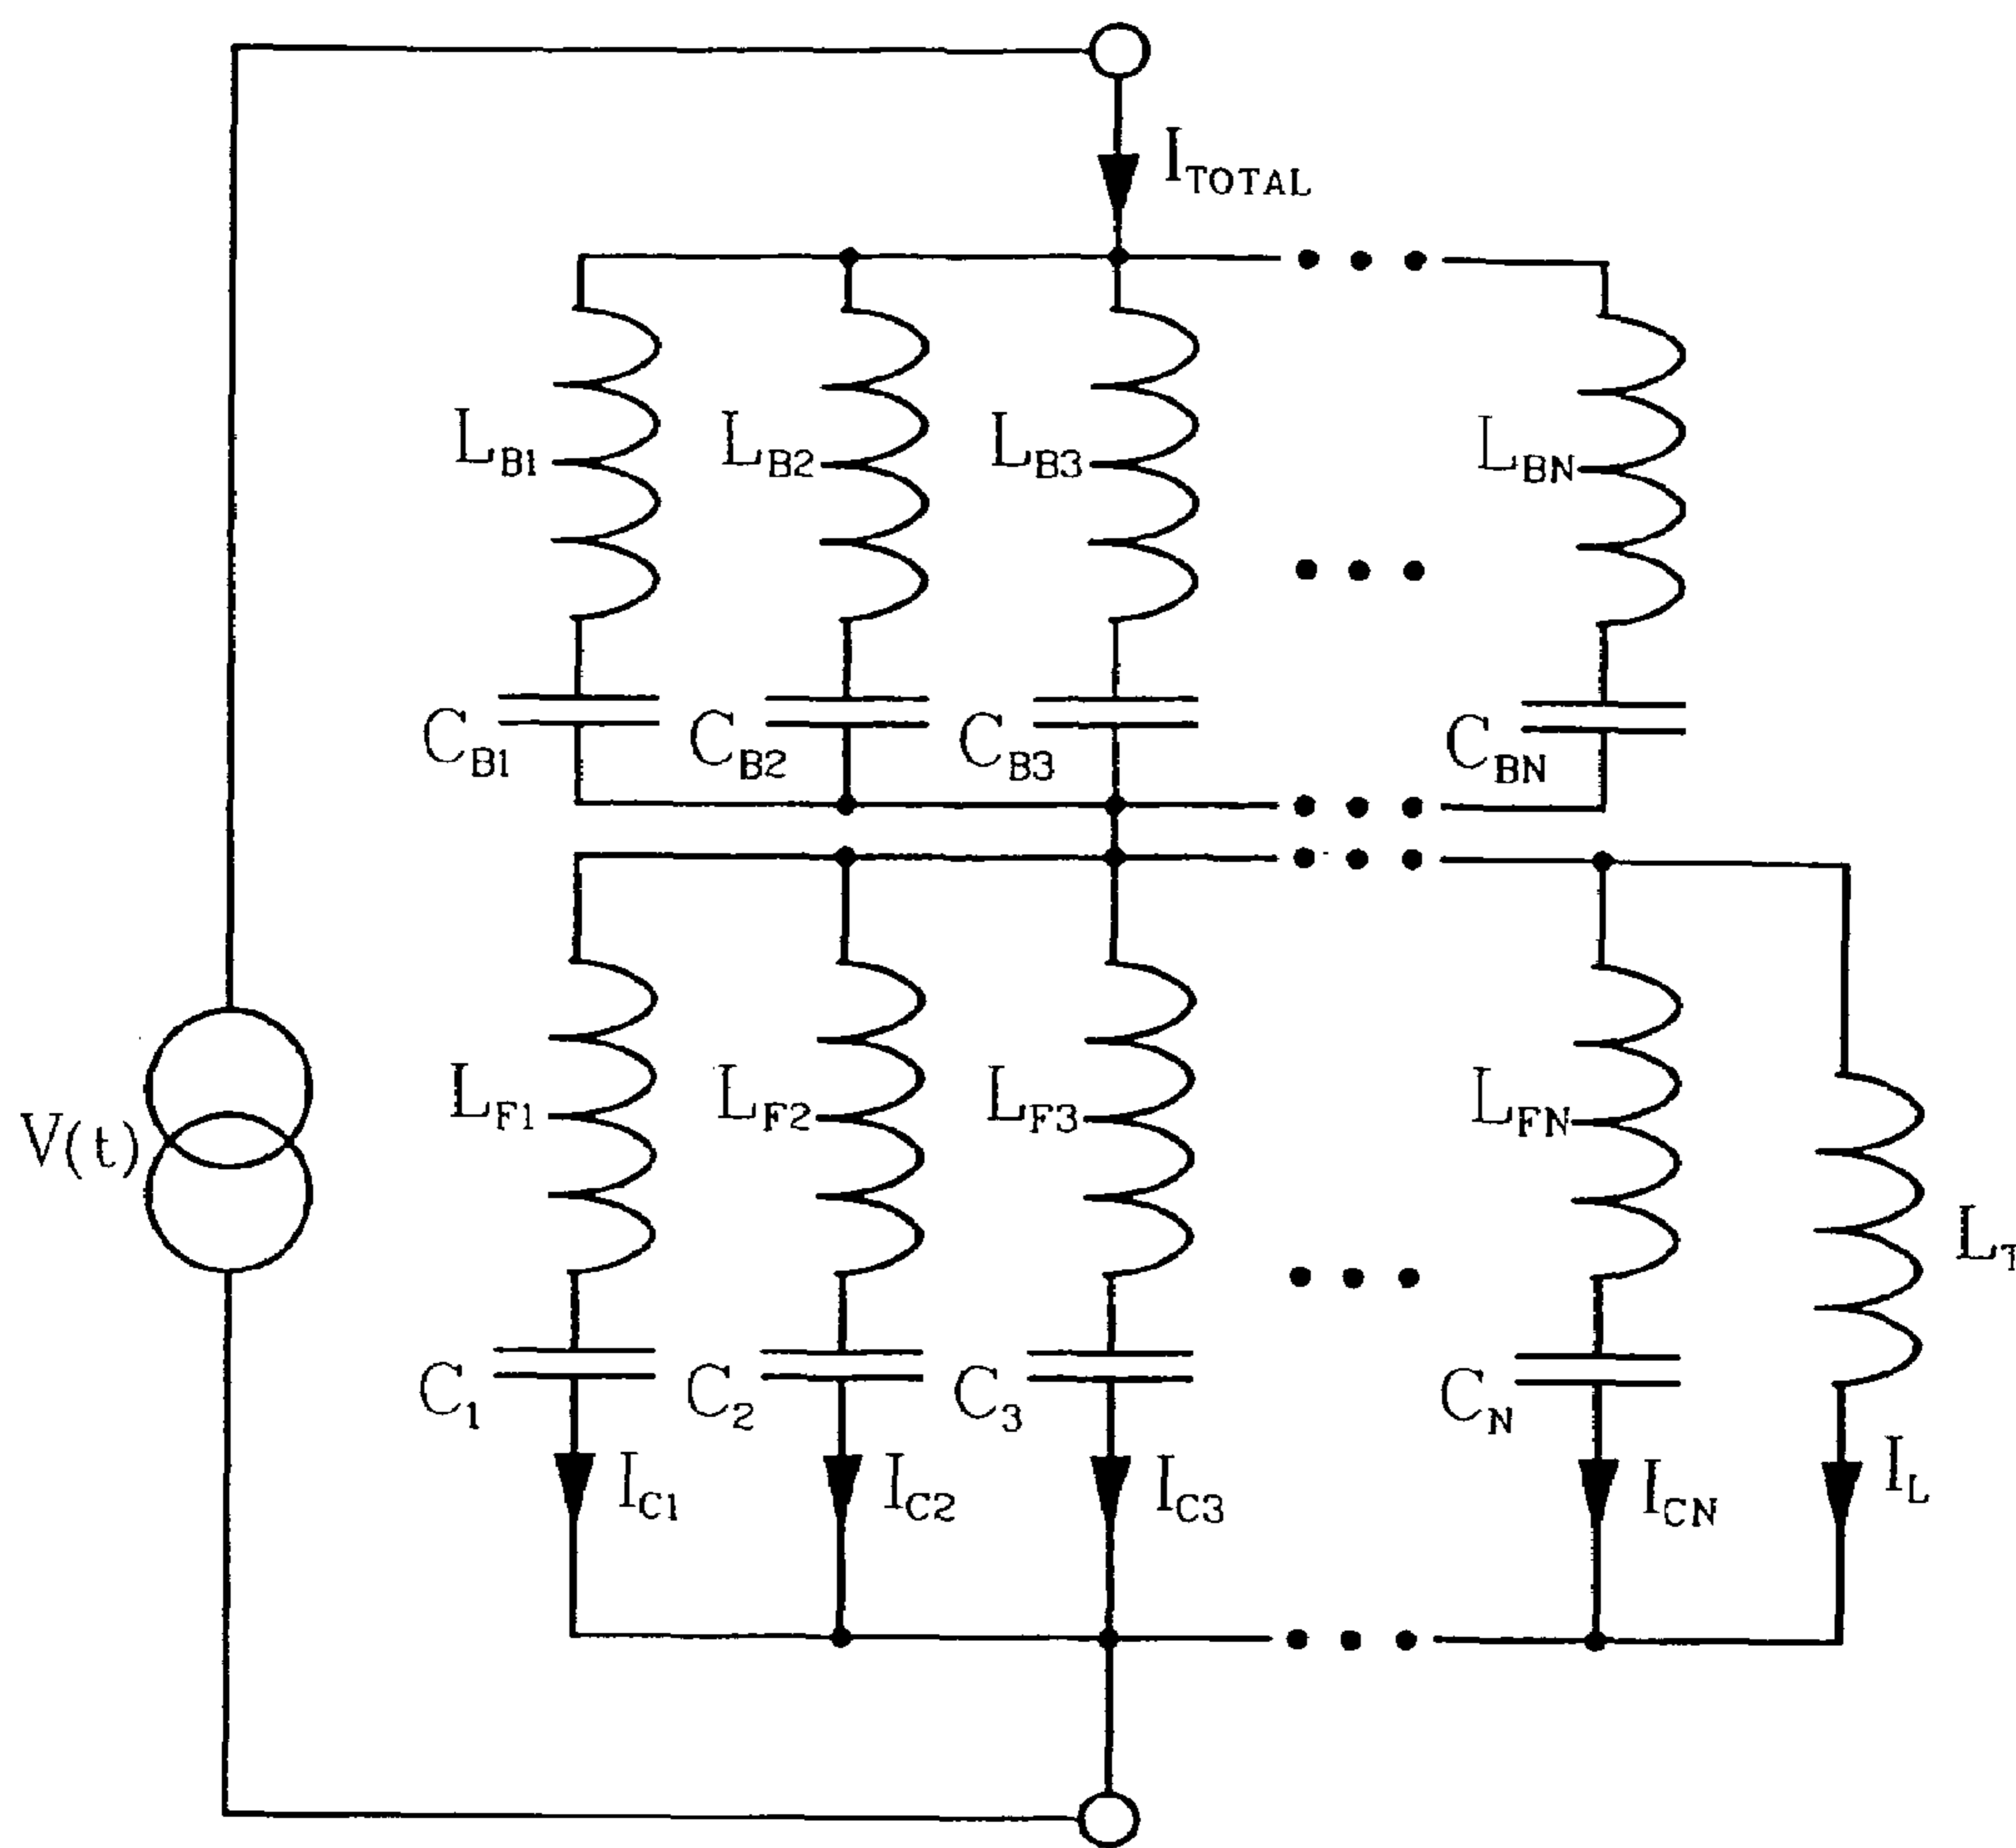 I_TOTAL
L_B1 L_B2 L_B3 L_BN
C_B1 C_B2 C_B3 C_BN
L_F1 L_F2 L_F3 L_FN
V(t)
L_T
C_1 C_2 C_3 C_N
I_C1 I_C2 I_C3 I_CN I_L